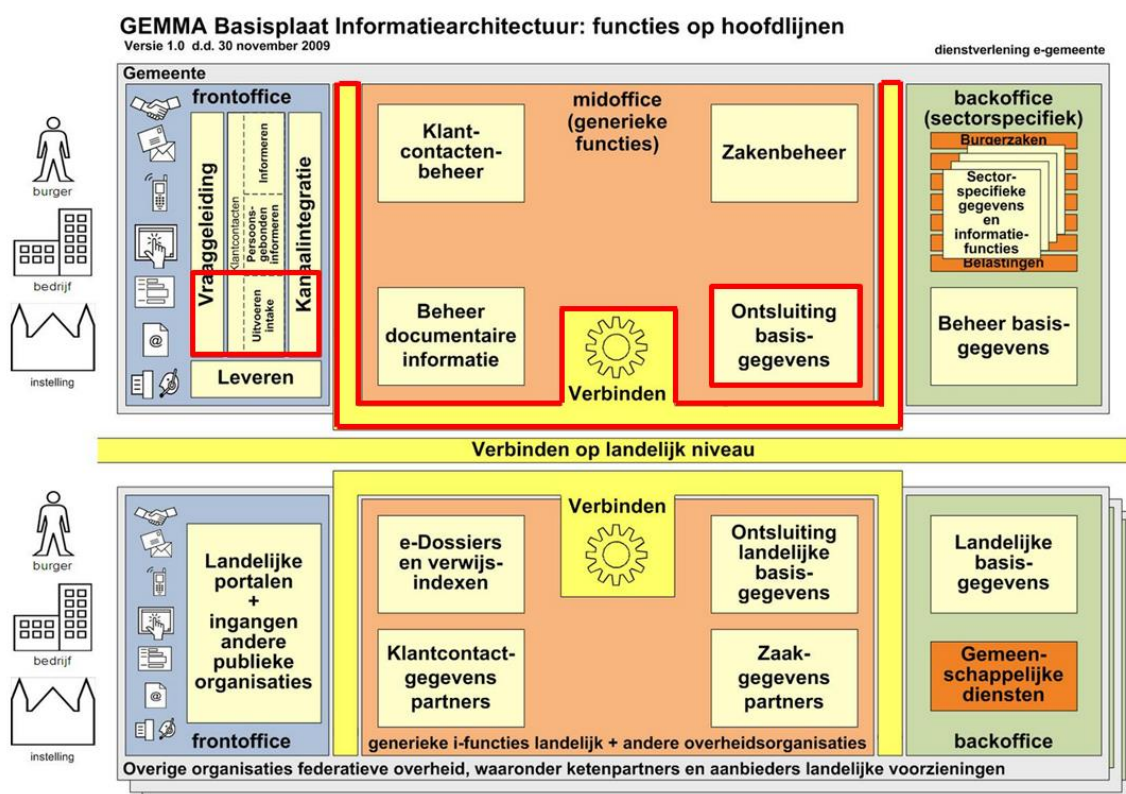 GEMMA Basisplaat Informatiearchitectuur: functies op hoofdlijnen
Versie 1.0 d.d. 30 november 2009
dienstverlening e-gemeente
Gemeente
burger
bedrijf
instelling
frontoffice
Vraaggeleiding
Klantcontacten
Informeren
Persoons-
gebonden
informeren
Uitvoeren
intake
Kanaalintegratie
@
Leveren
midoffice
(generieke
functies)
Klant-
contacten-
beheer
Zakenbeheer
Beheer
documentaire
informatie
Verbinden
Ontsluiting
basis-
gegevens
backoffice
(sectorspecifiek)
Burgerzaken
Sector-
specifieke
gegevens
en
informatie-
functies
Belastingen
Beheer basis-
gegevens
Verbinden op landelijk niveau
burger
bedrijf
instelling
@
Landelijke
portalen
+
ingangen
andere
publieke
organisaties
frontoffice
Verbinden
e-Dossiers
en verwijs-
indexen
Ontsluiting
landelijke
basis-
gegevens
Klantcontact-
gegevens
partners
Zaak-
gegevens
partners
generieke i-functies landelijk + andere overheidsorganisaties
Landelijke
basis-
gegevens
Gemeen-
schappelijke
diensten
backoffice
Overige organisaties federatieve overheid, waaronder ketenpartners en aanbieders landelijke voorzieningen